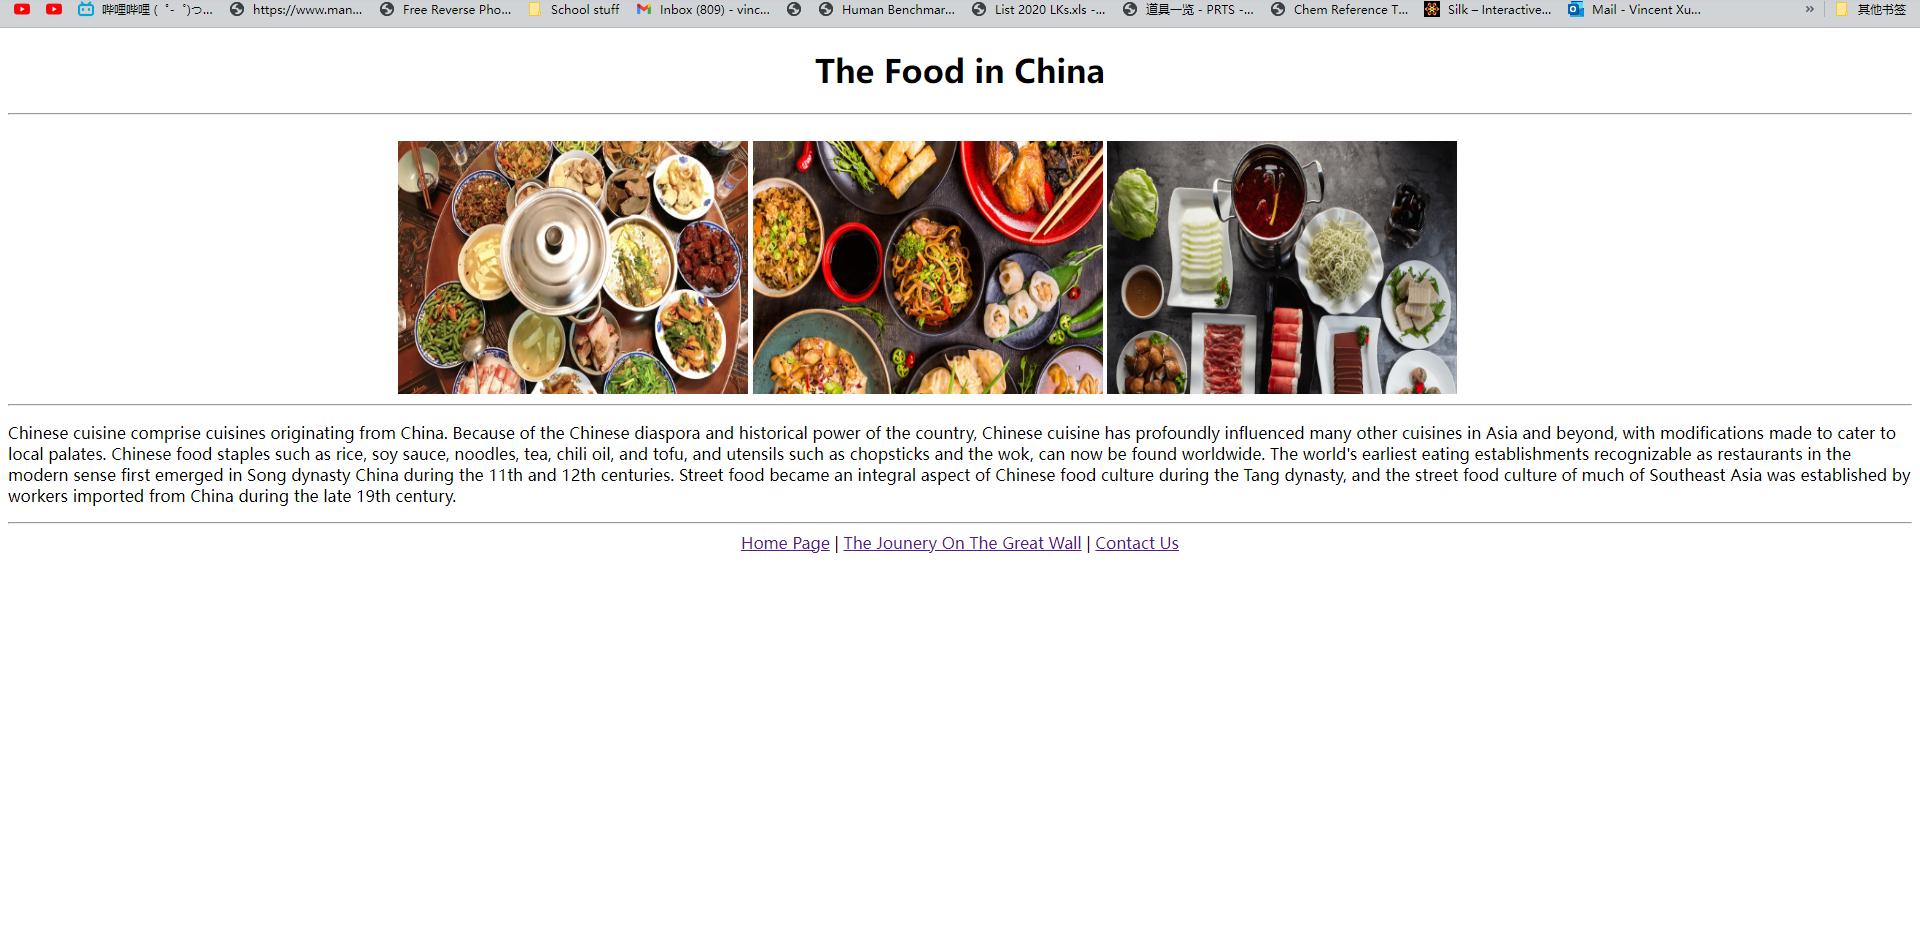 哔哩哔哩 (゜-゜)つ... https://www.man... Free Reverse Pho... School stuff Inbox (809) - vinc... Human Benchmar... List 2020 LKs.xls -... 道具一览 - PRTS -... Chem Reference T... Silk – Interactive... Mail - Vincent Xu... » 其他书签
The Food in China
Chinese cuisine comprise cuisines originating from China. Because of the Chinese diaspora and historical power of the country, Chinese cuisine has profoundly influenced many other cuisines in Asia and beyond, with modifications made to cater to
local palates. Chinese food staples such as rice, soy sauce, noodles, tea, chili oil, and tofu, and utensils such as chopsticks and the wok, can now be found worldwide. The world's earliest eating establishments recognizable as restaurants in the
modern sense first emerged in Song dynasty China during the 11th and 12th centuries. Street food became an integral aspect of Chinese food culture during the Tang dynasty, and the street food culture of much of Southeast Asia was established by
workers imported from China during the late 19th century.
Home Page | The Jounery On The Great Wall | Contact Us